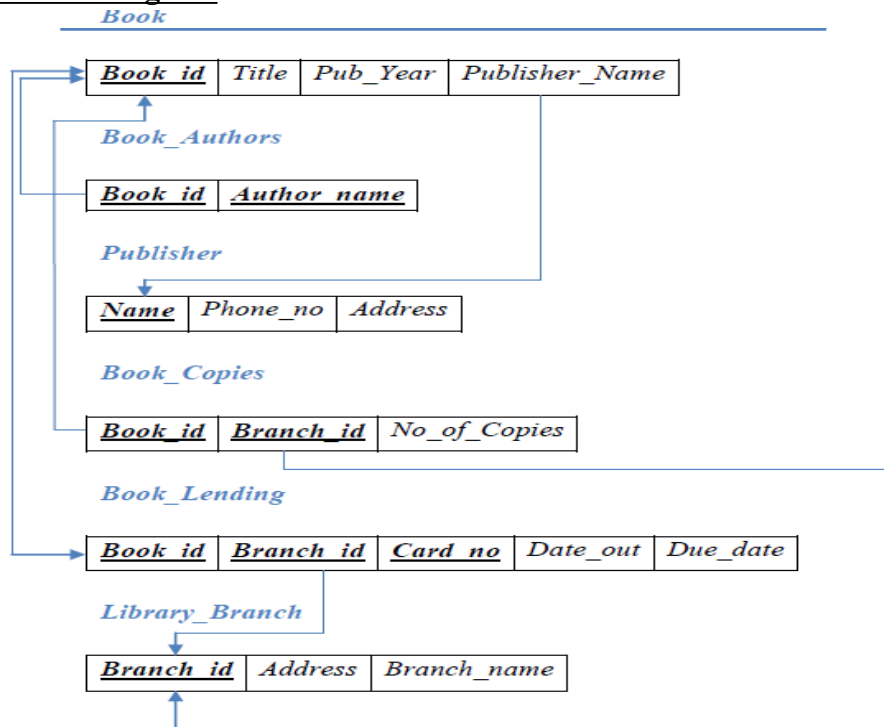 Book
Book_id Title Pub_Year Publisher_Name
Book_Authors
Book_id Author_name
Publisher
Name Phone_no Address
Book_Copies
Book_id Branch_id No_of_Copies
Book_Lending
Book_id Branch_id Card_no Date_out Due_date
Library_Branch
Branch_id Address Branch_name